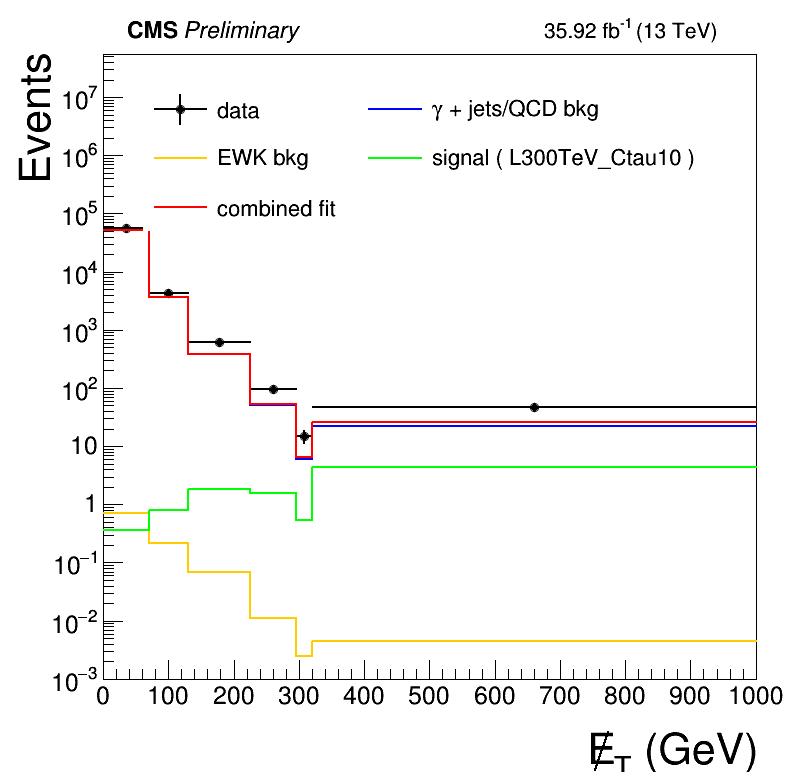 CMS Preliminary 35.92 fb⁻¹ (13 TeV)
Events
data
γ + jets/QCD bkg
EWK bkg
signal ( L300TeV_Ctau10 )
combined fit
10⁷
10⁶
10⁵
10⁴
10³
10²
10
1
10⁻¹
10⁻²
10⁻³
0 100 200 300 400 500 600 700 800 900 1000
E̸_T (GeV)